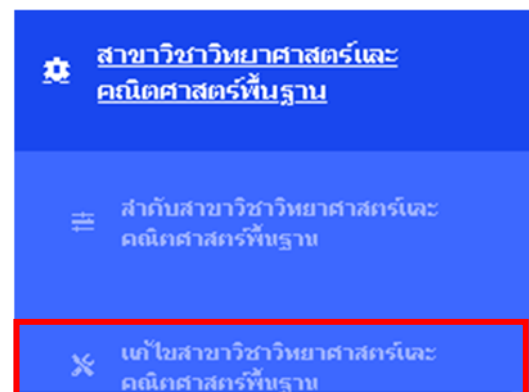 สาขาวิชาวิทยาศาสตร์และ
คณิตศาสตร์พื้นฐาน
ลำดับสาขาวิชาวิทยาศาสตร์และ
คณิตศาสตร์พื้นฐาน
แก้ไขสาขาวิชาวิทยาศาสตร์และ
คณิตศาสตร์พื้นฐาน